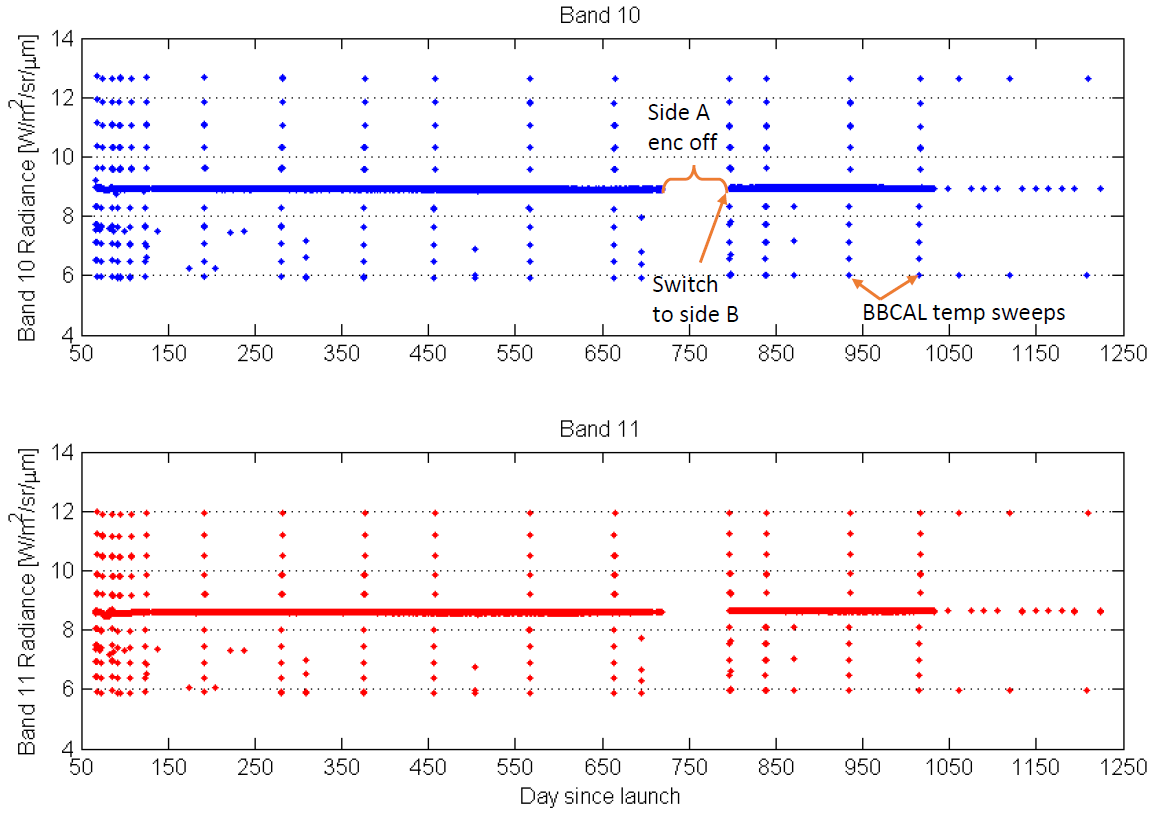 Band 10
Band 10 Radiance [W/m²/sr/μm]
14
12
10
8
6
4
Side A
enc off
Switch
to side B
BBCAL temp sweeps
50 150 250 350 450 550 650 750 850 950 1050 1150 1250
Band 11
Band 11 Radiance [W/m²/sr/μm]
14
12
10
8
6
4
50 150 250 350 450 550 650 750 850 950 1050 1150 1250
Day since launch